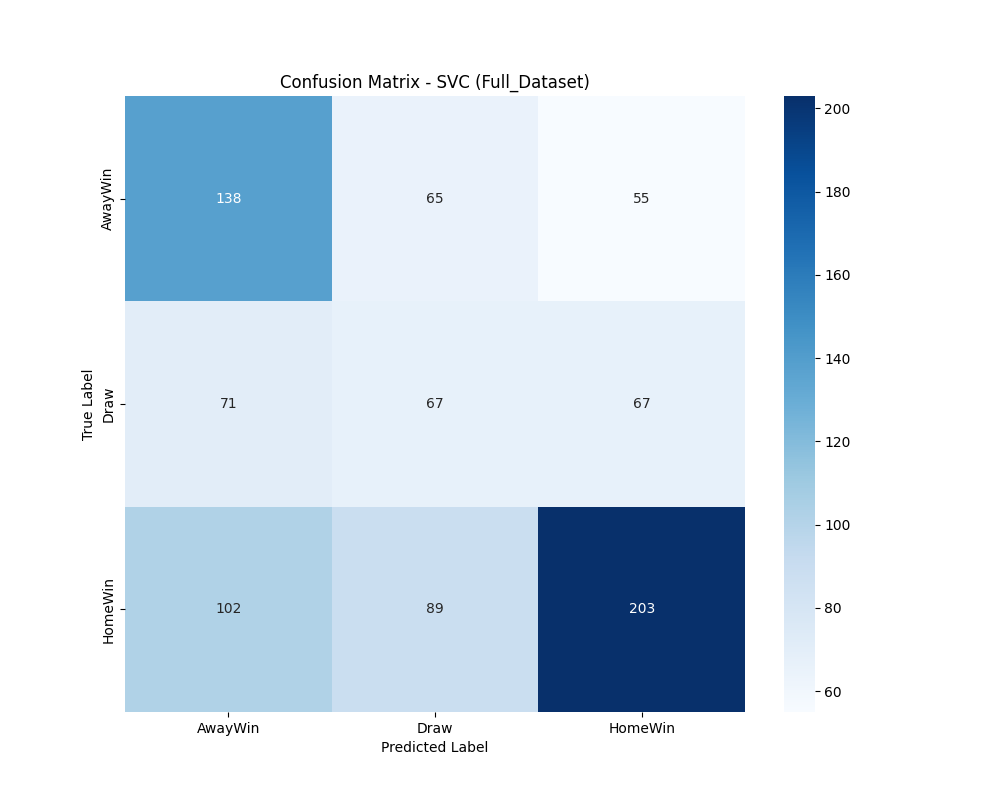 Confusion Matrix - SVC (Full_Dataset)
True Label
AwayWin
138 65 55
Draw
71 67 67
HomeWin
102 89 203
AwayWin Draw HomeWin
Predicted Label
200
180
160
140
120
100
80
60